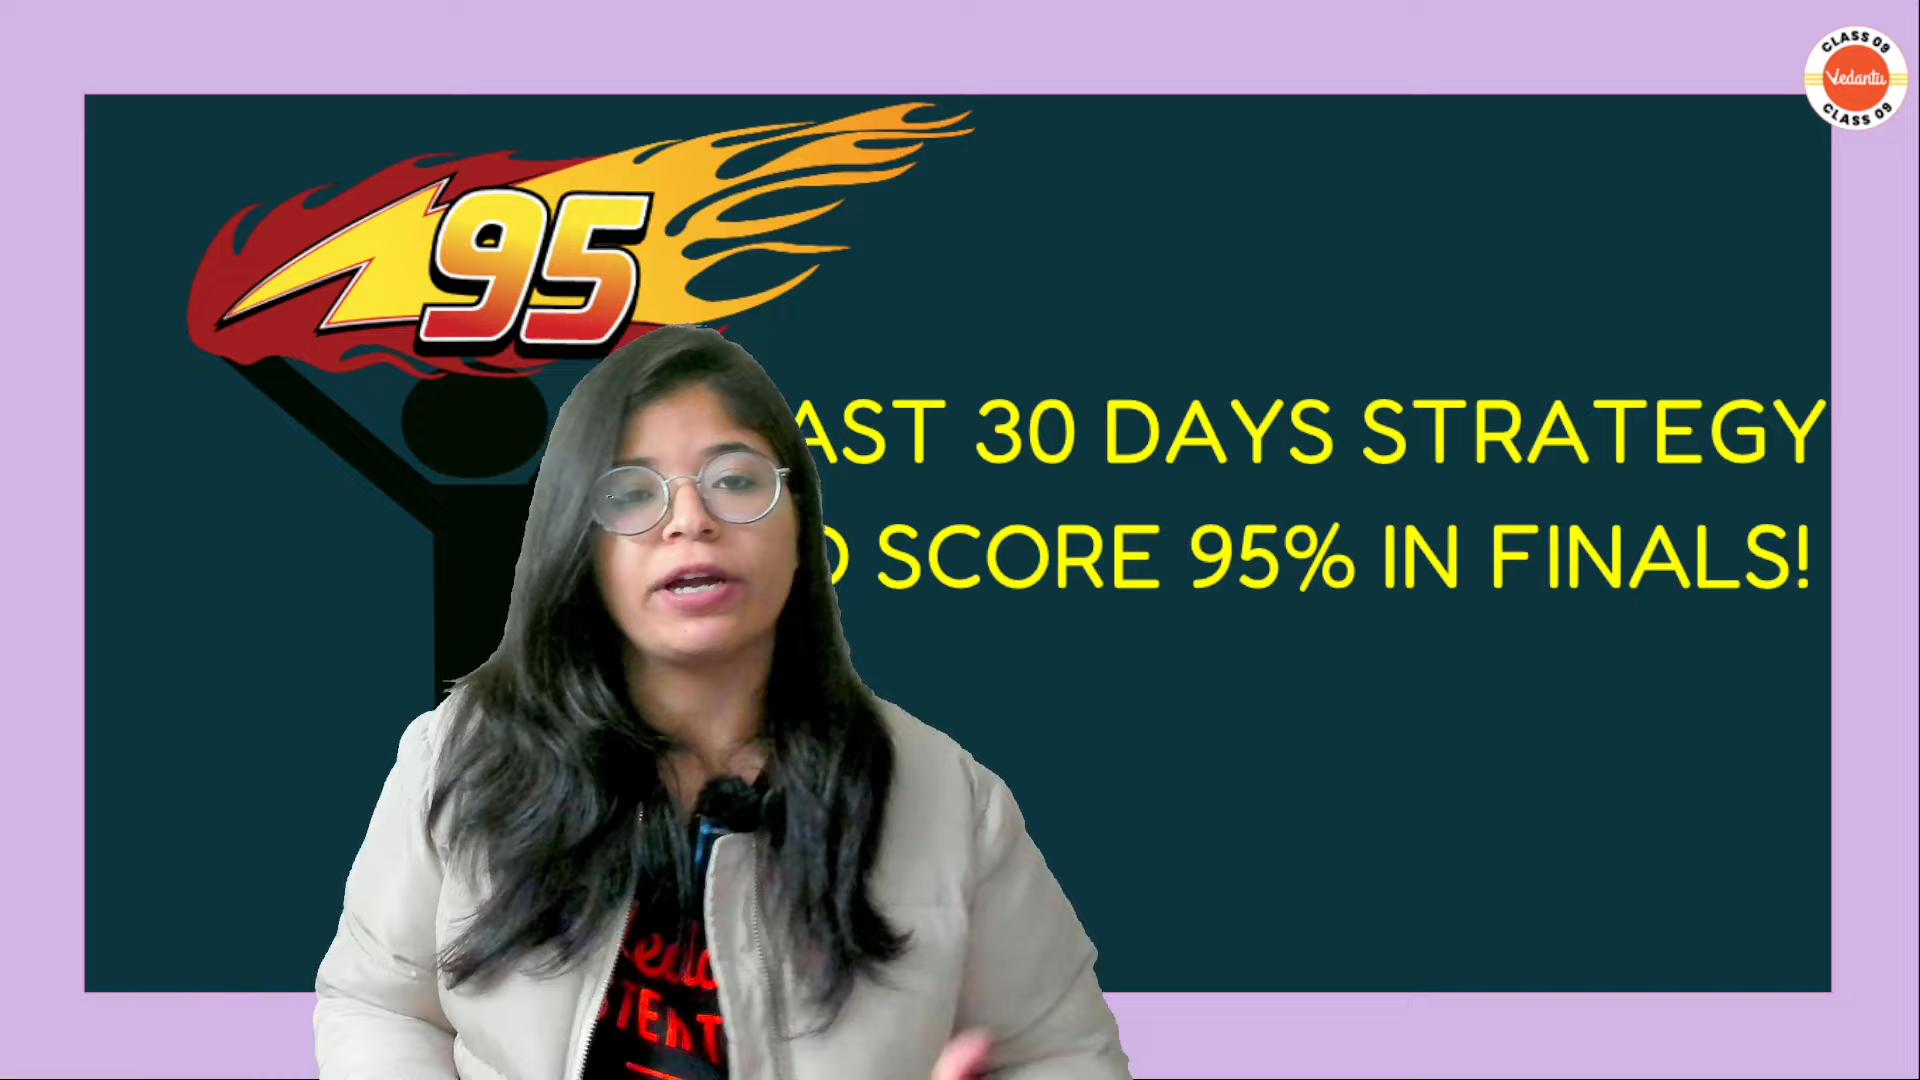 CLASS 09
Vedantu
CLASS 09
95
AST 30 DAYS STRATEGY
O SCORE 95% IN FINALS!